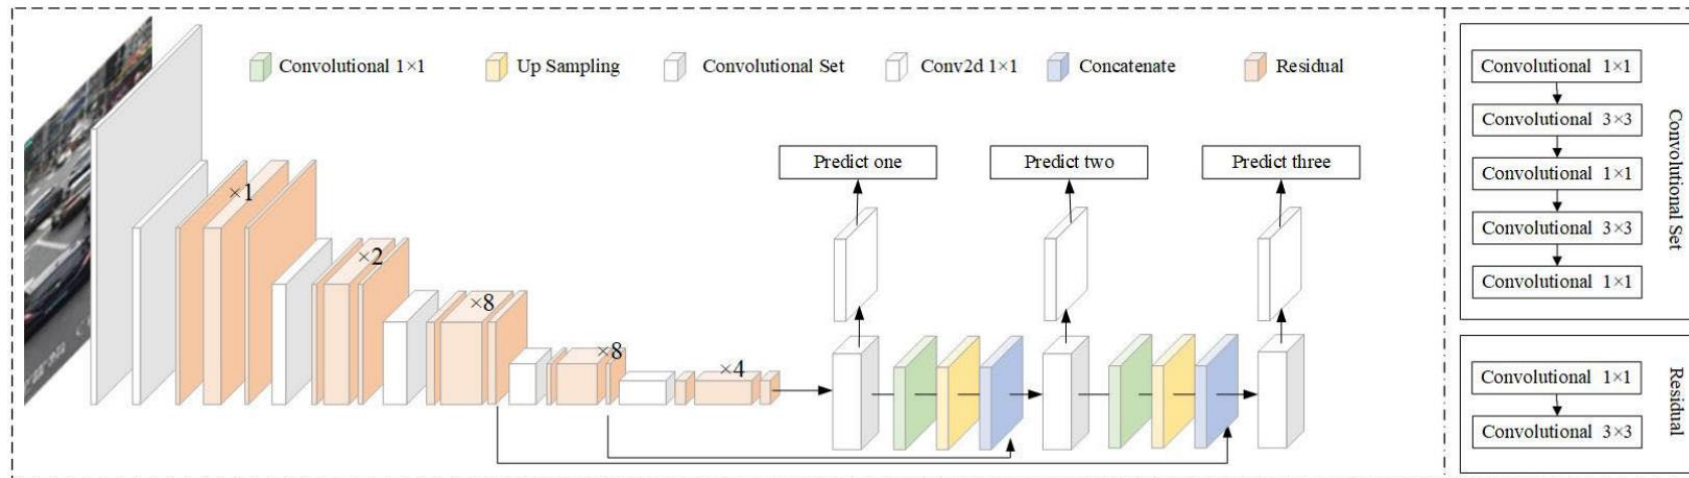 Convolutional 1×1
Up Sampling
Convolutional Set
Conv2d 1×1
Concatenate
Residual
×1
×2
×8
×8
×4
Predict one
Predict two
Predict three
Convolutional 1×1
Convolutional 3×3
Convolutional 1×1
Convolutional 3×3
Convolutional 1×1
Convolutional Set
Convolutional 1×1
Convolutional 3×3
Residual